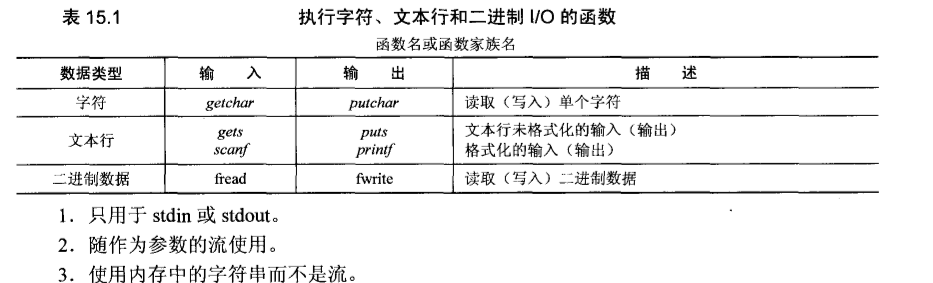 表 15.1 执行字符、文本行和二进制 I/O 的函数
函数名或函数家族名
数据类型 输 入 输 出 描 述
字符 getchar putchar 读取（写入）单个字符
文本行 gets puts 文本行未格式化的输入（输出）
scanf printf 格式化的输入（输出）
二进制数据 fread fwrite 读取（写入）二进制数据
1．只用于 stdin 或 stdout。
2．随作为参数的流使用。
3．使用内存中的字符串而不是流。